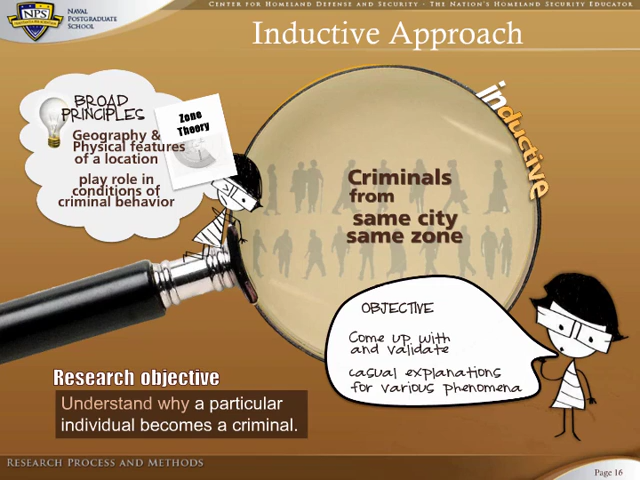 CENTER FOR HOMELAND DEFENSE AND SECURITY - THE NATION'S HOMELAND SECURITY EDUCATOR
NPS
NAVAL
POSTGRADUATE
SCHOOL
Inductive Approach
BROAD
PRINCIPLES
Geography &
Physical features
of a location
play role in
conditions of
criminal behavior
Zone
Theory
inductive
Criminals
from
same city
same zone
OBJECTIVE
Come up with
and validate
casual explanations
for various phenomena
Research objective
Understand why a particular
individual becomes a criminal.
RESEARCH PROCESS AND METHODS
Page 16